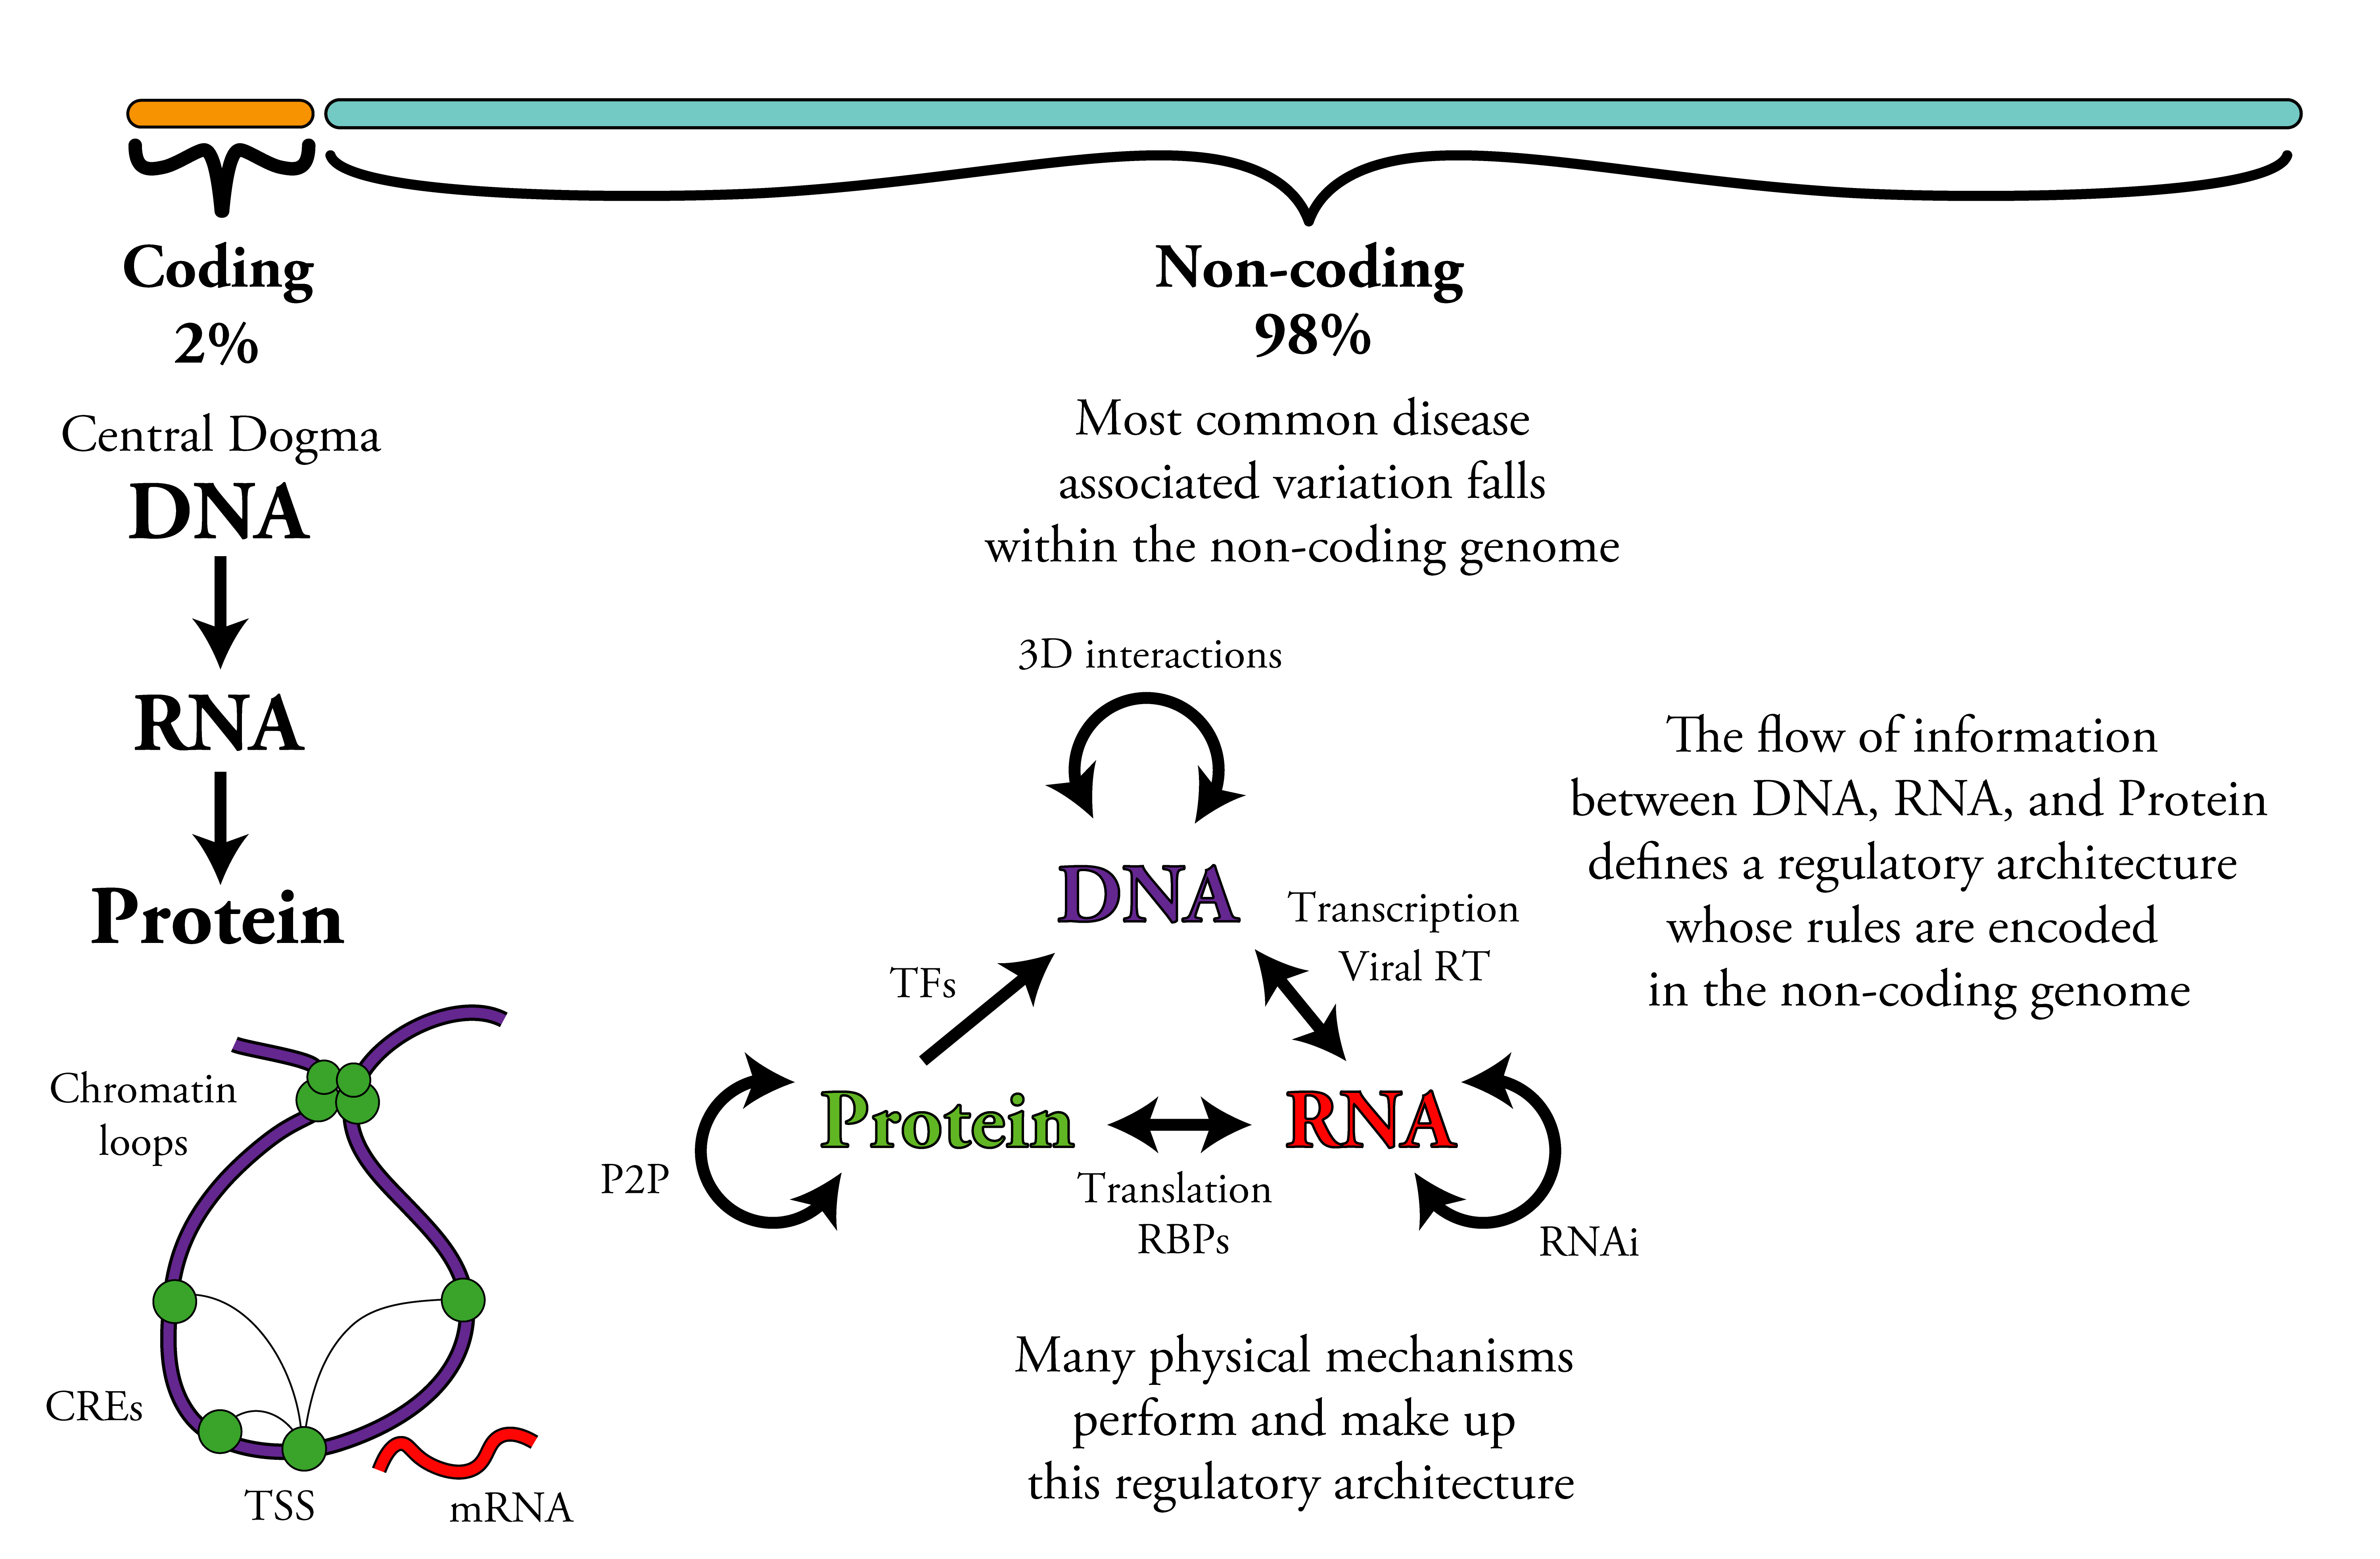 Coding
2%
Central Dogma
DNA
RNA
Protein
Chromatin
loops
CREs
TSS
mRNA
Non-coding
98%
Most common disease
associated variation falls
within the non-coding genome
3D interactions
DNA
Transcription
Viral RT
TFs
Protein
RNA
P2P
Translation
RBPs
RNAi
The flow of information
between DNA, RNA, and Protein
defines a regulatory architecture
whose rules are encoded
in the non-coding genome
Many physical mechanisms
perform and make up
this regulatory architecture